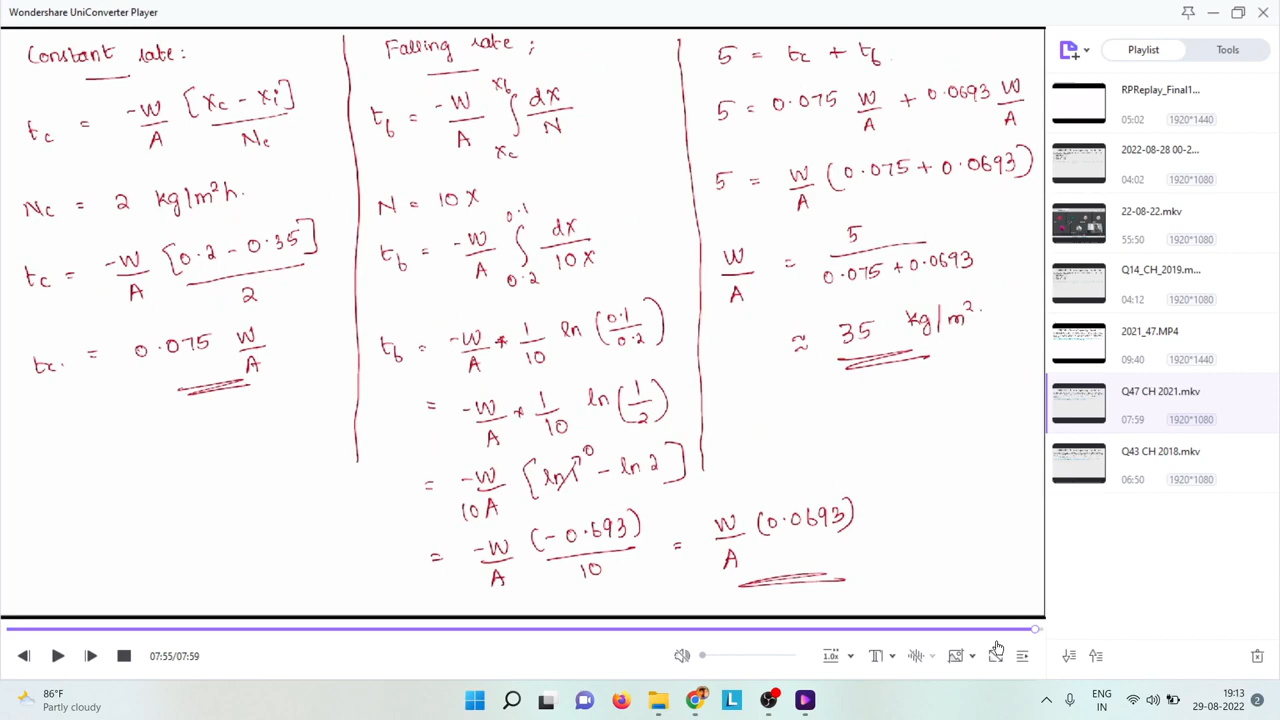 Wondershare UniConverter Player
Constant rate:
tc = -W/A [Xc - Xi]/Nc
Nc = 2 kg/m²h.
tc = -W/A [0.2 - 0.35]/2
tc. = 0.075 W/A
Falling rate ;
tf = -W/A ∫ Xc Xf dX/N
N = 10X
tf = -W/A ∫ 0.2 0.1 dX/10X
tf = -W/A * 1/10 ln (0.1/0.2)
= -W/A * 1/10 ln (1/2)
= -W/10A [ln1 0 - ln 2]
= -W/A (-0.693)/10 = W/A (0.0693)
5 = tc + tf
5 = 0.075 W/A + 0.0693 W/A
5 = W/A (0.075 + 0.0693)
W/A = 5/0.075 + 0.0693
≈ 35 kg/m².
Playlist
Tools
RPReplay_Final1...
05:02 1920*1440
2022-08-28 00-2...
04:02 1920*1080
22-08-22.mkv
55:50 1920*1080
Q14_CH_2019.m...
04:12 1920*1080
2021_47.MP4
09:40 1920*1440
Q47 CH 2021.mkv
07:59 1920*1080
Q43 CH 2018.mkv
06:50 1920*1080
07:55/07:59
1.0x
86°F
Partly cloudy
ENG
IN
19:13
29-08-2022
2